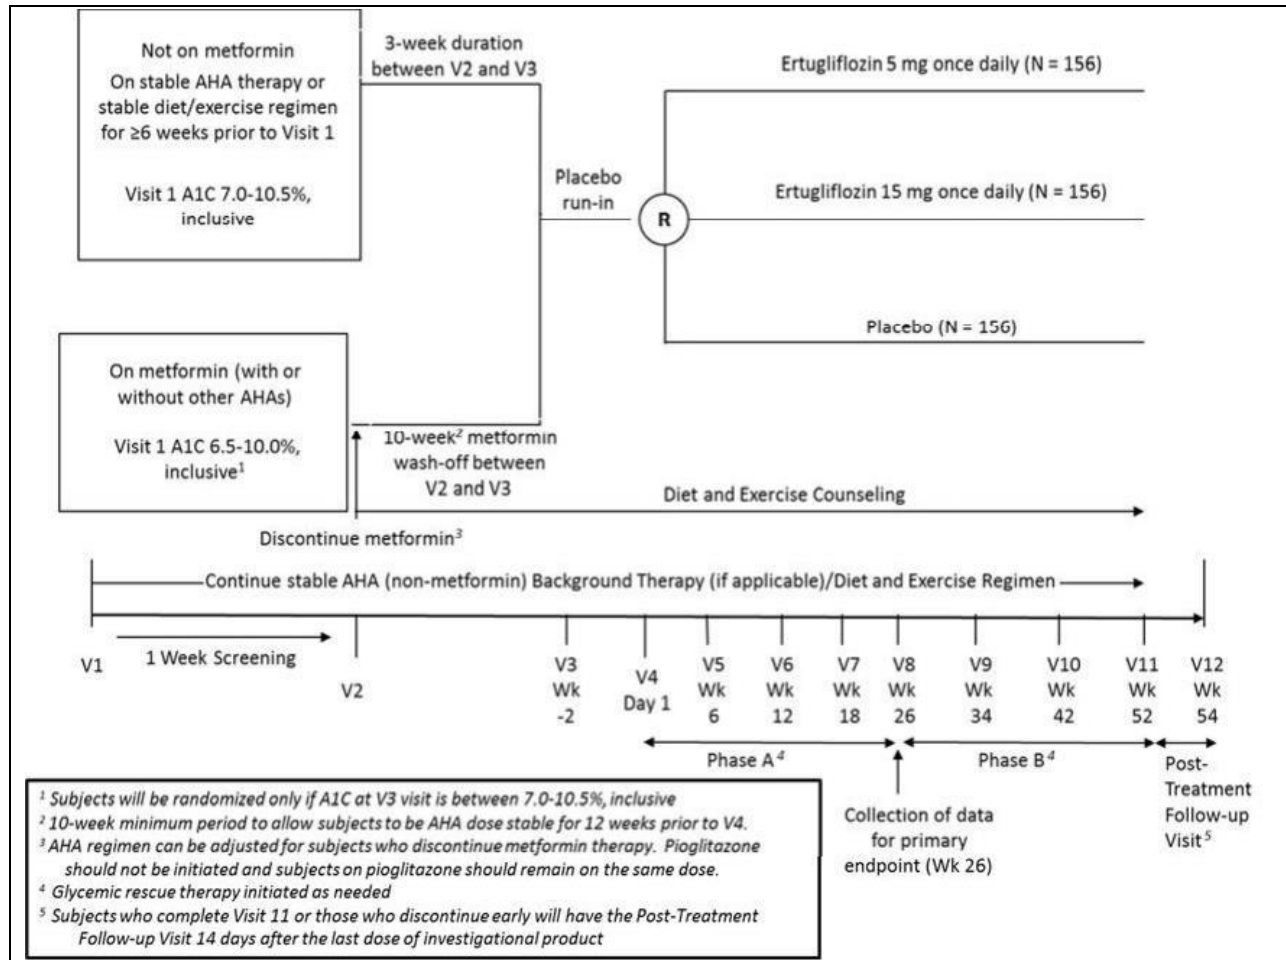 Not on metformin
On stable AHA therapy or
stable diet/exercise regimen
for ≥6 weeks prior to Visit 1
Visit 1 A1C 7.0-10.5%,
inclusive
3-week duration
between V2 and V3
Placebo
run-in
R
Ertugliflozin 5 mg once daily (N = 156)
Ertugliflozin 15 mg once daily (N = 156)
Placebo (N = 156)
On metformin (with or
without other AHAs)
Visit 1 A1C 6.5-10.0%,
inclusive¹
10-week² metformin
wash-off between
V2 and V3
Diet and Exercise Counseling
Discontinue metformin³
Continue stable AHA (non-metformin) Background Therapy (if applicable)/Diet and Exercise Regimen
1 Week Screening
V1
V2
V3
Wk
-2
V4
Day 1
V5
Wk
6
V6
Wk
12
V7
Wk
18
V8
Wk
26
V9
Wk
34
V10
Wk
42
V11
Wk
52
V12
Wk
54
Phase A⁴
Phase B⁴
Post-
Treatment
Follow-up
Visit⁵
Collection of data
for primary
endpoint (Wk 26)
¹ Subjects will be randomized only if A1C at V3 visit is between 7.0-10.5%, inclusive
² 10-week minimum period to allow subjects to be AHA dose stable for 12 weeks prior to V4.
³ AHA regimen can be adjusted for subjects who discontinue metformin therapy. Pioglitazone
should not be initiated and subjects on pioglitazone should remain on the same dose.
⁴ Glycemic rescue therapy initiated as needed
⁵ Subjects who complete Visit 11 or those who discontinue early will have the Post-Treatment
Follow-up Visit 14 days after the last dose of investigational product